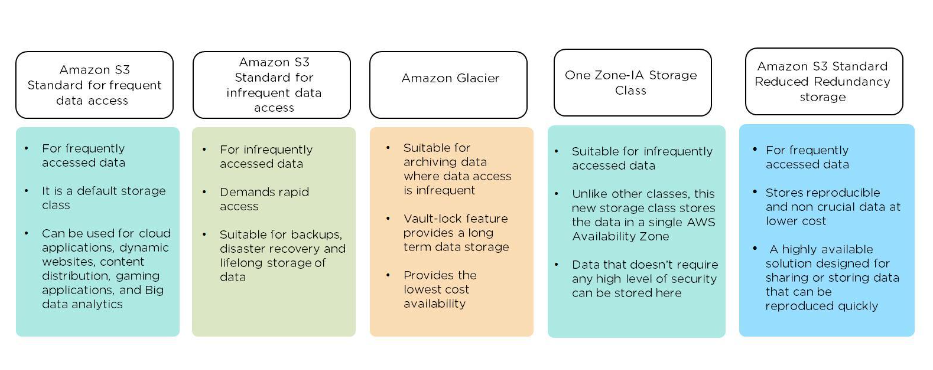 Amazon S3
Standard for frequent
data access
• For frequently
accessed data
• It is a default storage
class
• Can be used for cloud
applications, dynamic
websites, content
distribution, gaming
applications, and Big
data analytics
Amazon S3
Standard for
infrequent data
access
• For infrequently
accessed data
• Demands rapid
access
• Suitable for backups,
disaster recovery and
lifelong storage of
data
Amazon Glacier
• Suitable for
archiving data
where data access
is infrequent
• Vault-lock feature
provides a long
term data storage
• Provides the
lowest cost
availability
One Zone-IA Storage
Class
• Suitable for infrequently
accessed data
• Unlike other classes, this
new storage class stores
the data in a single AWS
Availability Zone
• Data that doesn't require
any high level of security
can be stored here
Amazon S3 Standard
Reduced Redundancy
storage
• For frequently
accessed data
• Stores reproducible
and non crucial data at
lower cost
• A highly available
solution designed for
sharing or storing data
that can be
reproduced quickly